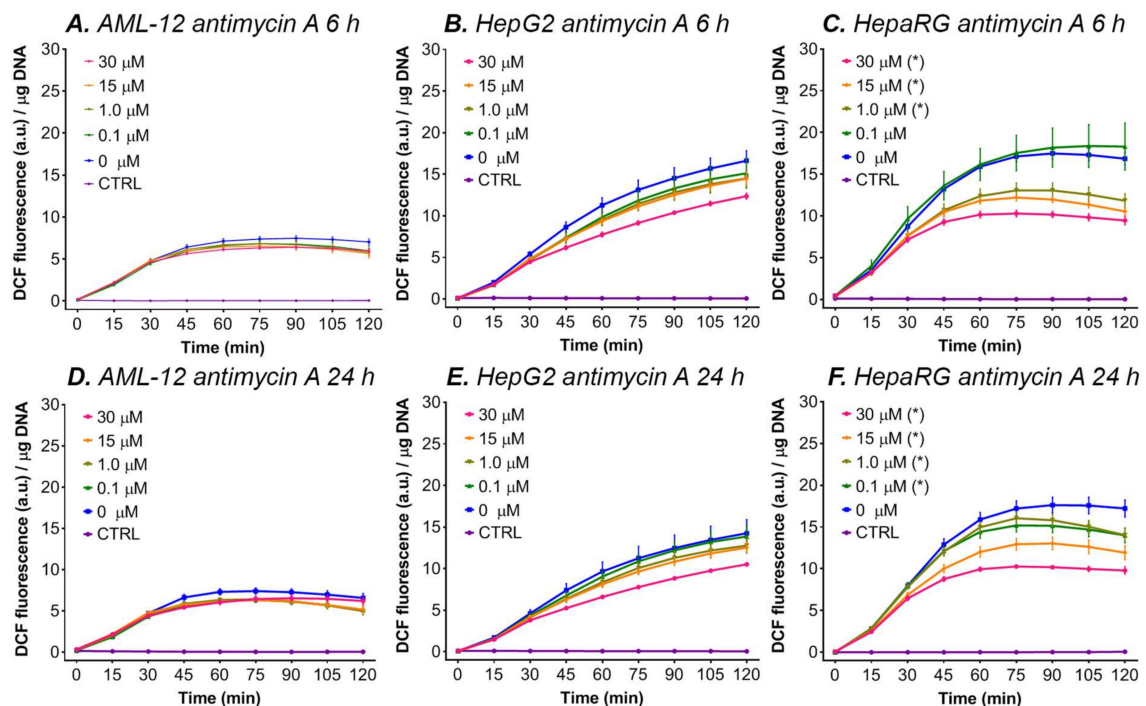 A. AML-12 antimycin A 6 h
DCF fluorescence (a.u.) / µg DNA
30
25
20
15
10
5
0
30 µM
15 µM
1.0 µM
0.1 µM
0 µM
CTRL
0 15 30 45 60 75 90 105 120
Time (min)
B. HepG2 antimycin A 6 h
DCF fluorescence (a.u.) / µg DNA
30
25
20
15
10
5
0
30 µM
15 µM
1.0 µM
0.1 µM
0 µM
CTRL
0 15 30 45 60 75 90 105 120
Time (min)
C. HepaRG antimycin A 6 h
DCF fluorescence (a.u.) / µg DNA
30
25
20
15
10
5
0
30 µM (*)
15 µM (*)
1.0 µM (*)
0.1 µM
0 µM
CTRL
0 15 30 45 60 75 90 105 120
Time (min)
D. AML-12 antimycin A 24 h
DCF fluorescence (a.u.) / µg DNA
30
25
20
15
10
5
0
30 µM
15 µM
1.0 µM
0.1 µM
0 µM
CTRL
0 15 30 45 60 75 90 105 120
Time (min)
E. HepG2 antimycin A 24 h
DCF fluorescence (a.u.) / µg DNA
30
25
20
15
10
5
0
30 µM
15 µM
1.0 µM
0.1 µM
0 µM
CTRL
0 15 30 45 60 75 90 105 120
Time (min)
F. HepaRG antimycin A 24 h
DCF fluorescence (a.u.) / µg DNA
30
25
20
15
10
5
0
30 µM (*)
15 µM (*)
1.0 µM (*)
0.1 µM (*)
0 µM
CTRL
0 15 30 45 60 75 90 105 120
Time (min)